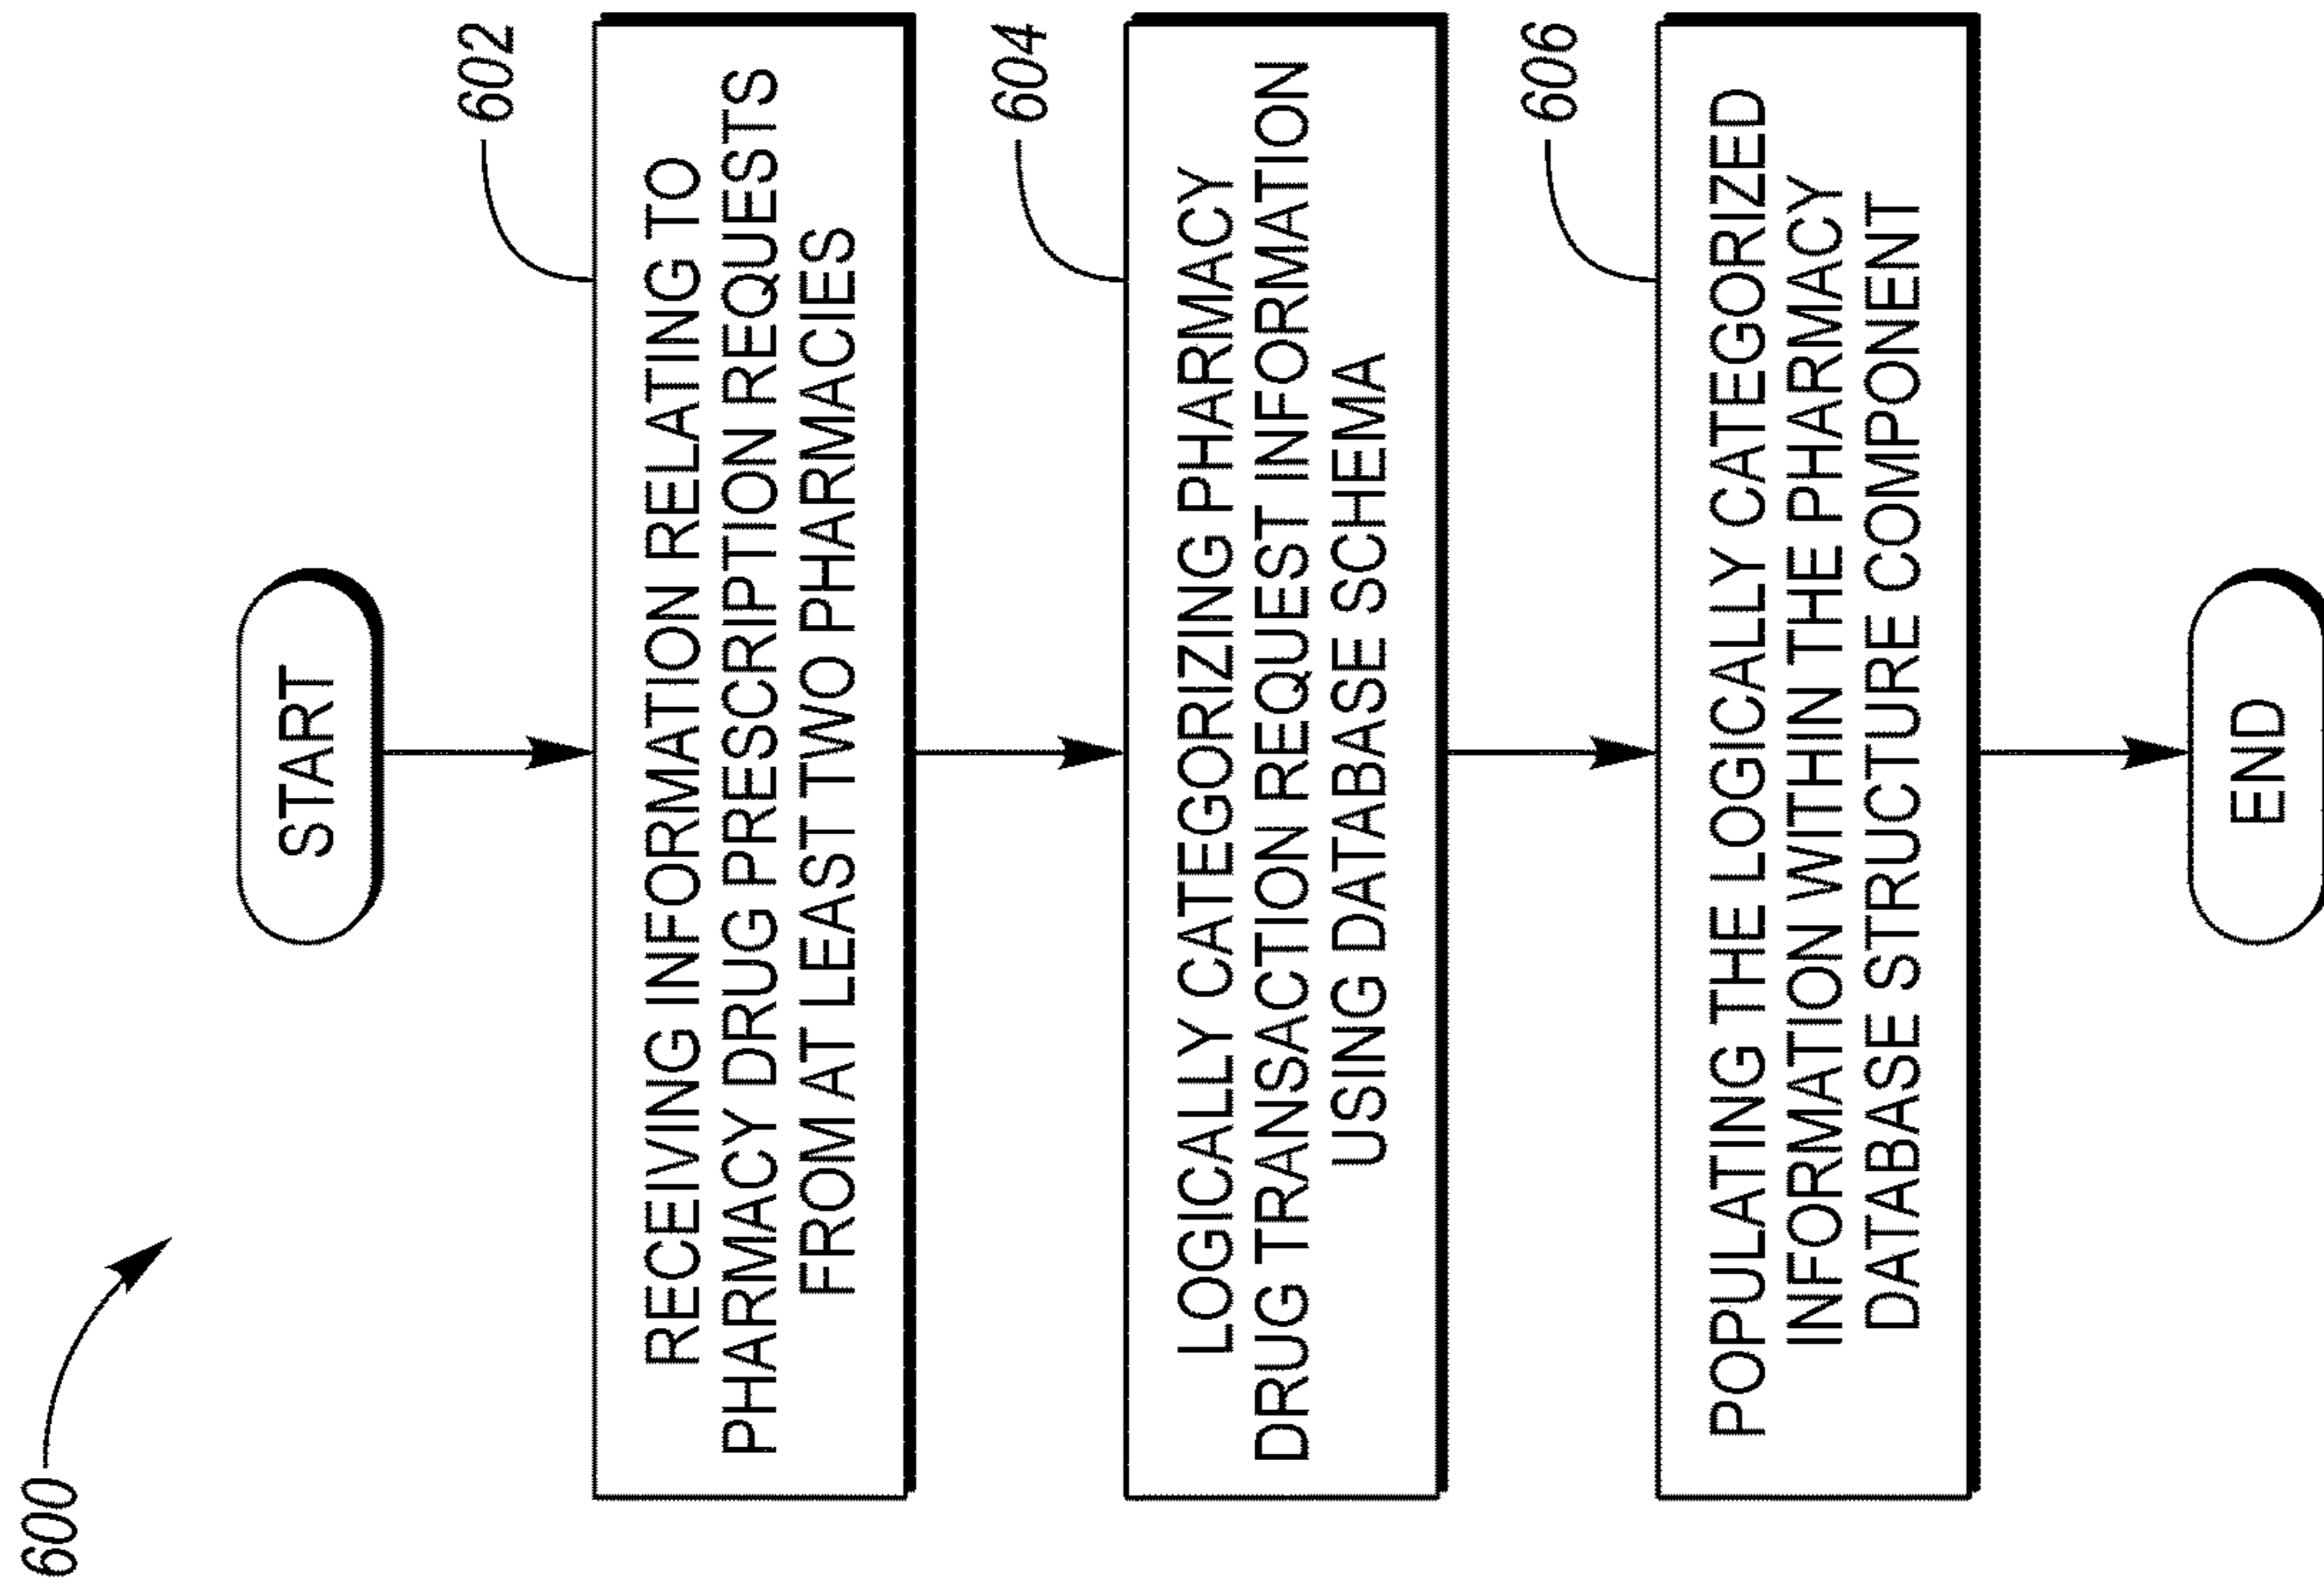 600
START
602
RECEIVING INFORMATION RELATING TO
PHARMACY DRUG PRESCRIPTION REQUESTS
FROM AT LEAST TWO PHARMACIES
604
LOGICALLY CATEGORIZING PHARMACY
DRUG TRANSACTION REQUEST INFORMATION
USING DATABASE SCHEMA
606
POPULATING THE LOGICALLY CATEGORIZED
INFORMATION WITHIN THE PHARMACY
DATABASE STRUCTURE COMPONENT
END